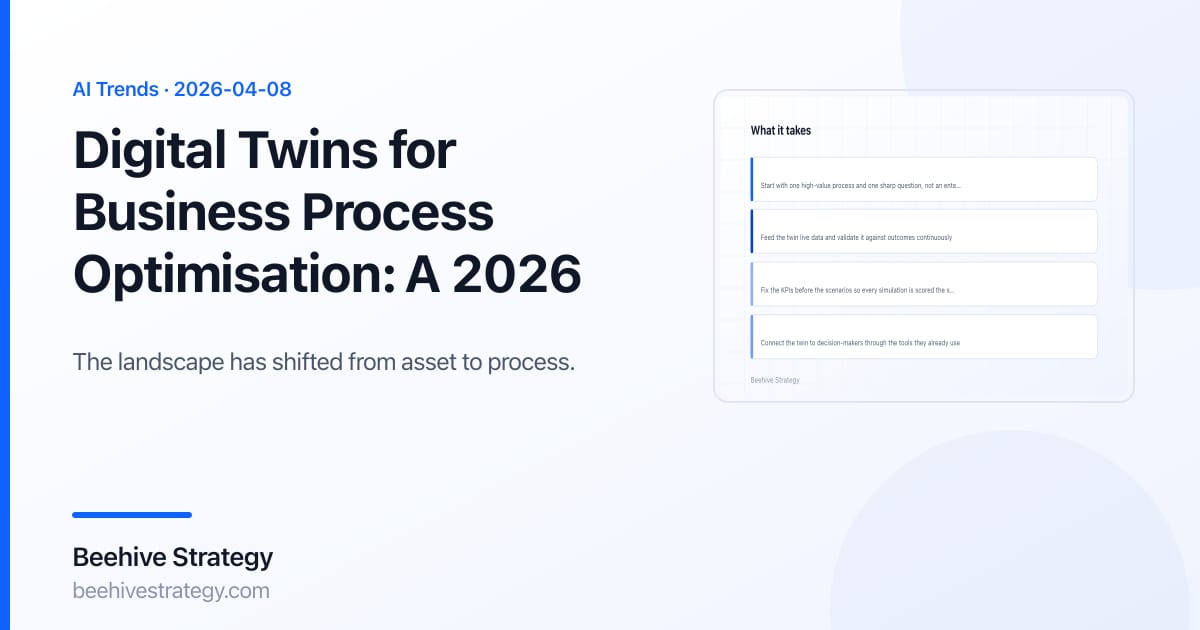 AI Trends · 2026-04-08
Digital Twins for
Business Process
Optimisation: A 2026
The landscape has shifted from asset to process.
Beehive Strategy
beehivestrategy.com
What it takes
Start with one high-value process and one sharp question, not an ente...
Feed the twin live data and validate it against outcomes continuously
Fix the KPIs before the scenarios so every simulation is scored the s...
Connect the twin to decision-makers through the tools they already use
Beehive Strategy